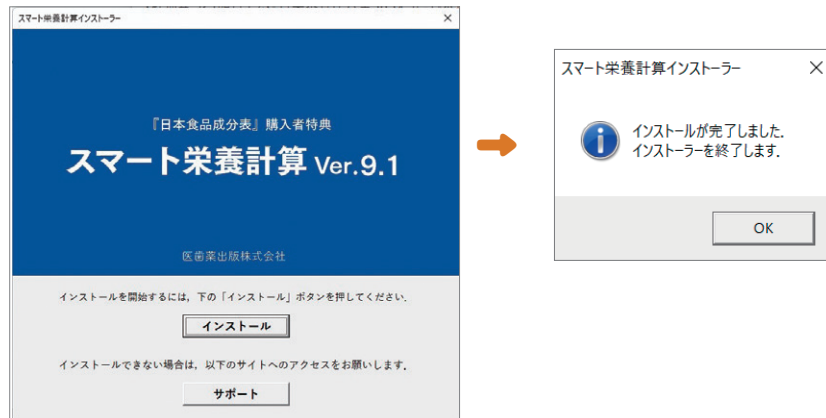 スマート栄養計算インストーラー
『日本食品成分表』購入者特典
スマート栄養計算 Ver.9.1
医歯薬出版株式会社
インストールを開始するには，下の「インストール」ボタンを押してください．
インストール
インストールできない場合は，以下のサイトへのアクセスをお願いします．
サポート
スマート栄養計算インストーラー
インストールが完了しました．
インストーラーを終了します．
OK